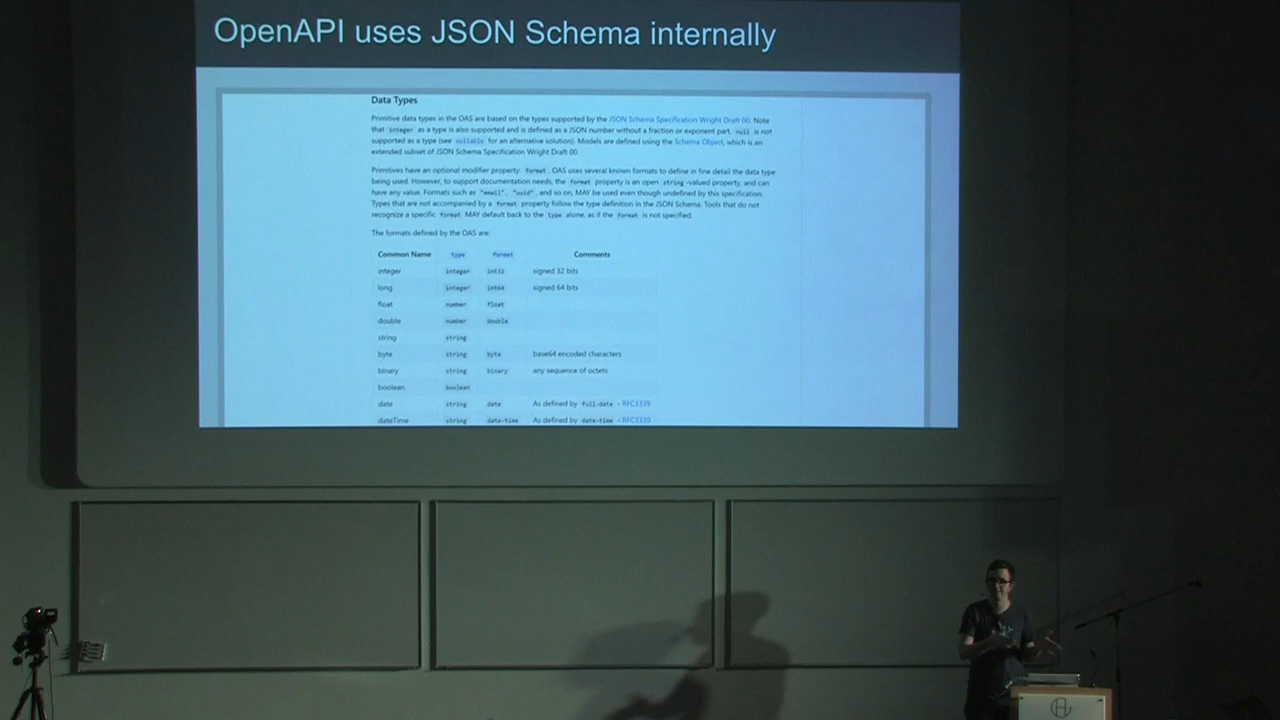 OpenAPI uses JSON Schema internally
Data Types
Primitive data types in the OAS are based on the types supported by the JSON Schema Specification Wright Draft 00. Note
that integer as a type is also supported and is defined as a JSON number without a fraction or exponent part. null is not
supported as a type (see nullable for an alternative solution). Models are defined using the Schema Object, which is an
extended subset of JSON Schema Specification Wright Draft 00.
Primitives have an optional modifier property: format. OAS uses several known formats to define in fine detail the data type
being used. However, to support documentation needs, the format property is an open string-valued property, and can
have any value. Formats such as "email", "uuid", and so on, MAY be used even though undefined by this specification.
Types that are not accompanied by a format property follow the type definition in the JSON Schema. Tools that do not
recognize a specific format MAY default back to the type alone, as if the format is not specified.
The formats defined by the OAS are:
Common Name type format Comments
integer integer int32 signed 32 bits
long integer int64 signed 64 bits
float number float
double number double
string string
byte string byte base64 encoded characters
binary string binary any sequence of octets
boolean boolean
date string date As defined by full-date - RFC3339
dateTime string date-time As defined by date-time - RFC3339